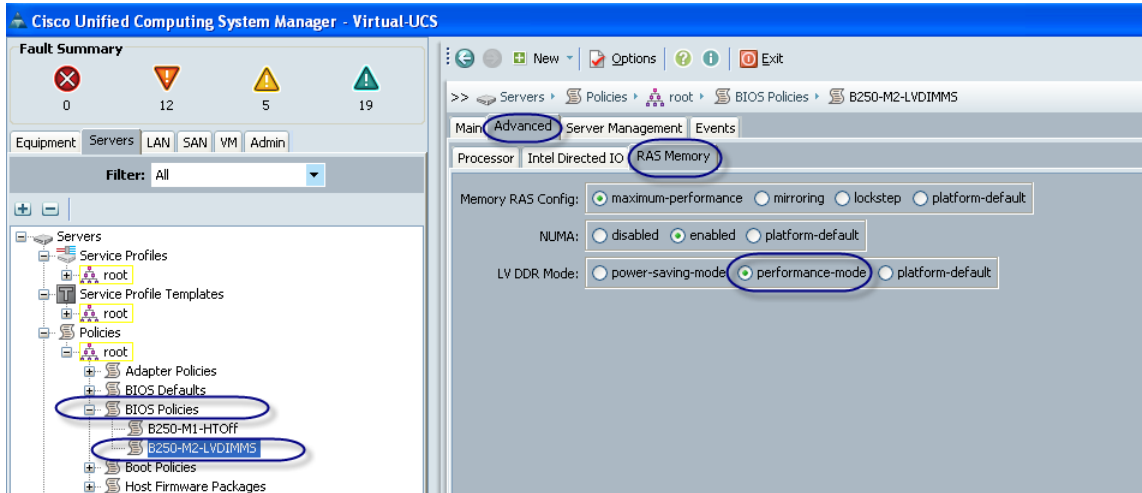 Cisco Unified Computing System Manager - Virtual-UCS
Fault Summary
0 12 5 19
Equipment Servers LAN SAN VM Admin
Filter: All
Servers
Service Profiles
root
Service Profile Templates
root
Policies
root
Adapter Policies
BIOS Defaults
BIOS Policies
B250-M1-HTOff
B250-M2-LVDIMMS
Boot Policies
Host Firmware Packages
New Options Exit
>> Servers Policies root BIOS Policies B250-M2-LVDIMMS
Main Advanced Server Management Events
Processor Intel Directed IO RAS Memory
Memory RAS Config: maximum-performance mirroring lockstep platform-default
NUMA: disabled enabled platform-default
LV DDR Mode: power-saving-mode performance-mode platform-default